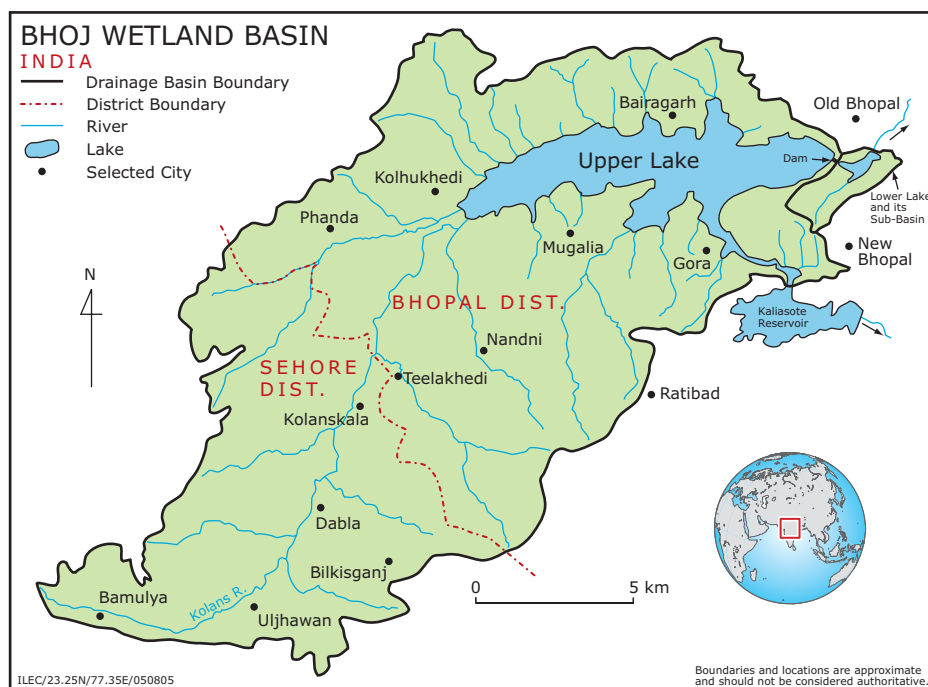 BHOJ WETLAND BASIN
INDIA
Drainage Basin Boundary
District Boundary
River
Lake
Selected City
Bairagarh
Old Bhopal
Upper Lake
Dam
Kolhukhedi
Lower Lake
and its
Sub-Basin
Phanda
Mugalia
Gora
New
Bhopal
N
BHOPAL DIST.
Kaliasote
Reservoir
Nandni
SEHORE
DIST.
Teelakhedi
Ratibad
Kolanskala
Dabla
Bilkisganj
0 5 km
Bamulya
Kolans R.
Uljhawan
ILEC/23.25N/77.35E/050805
Boundaries and locations are approximate
and should not be considered authoritative.